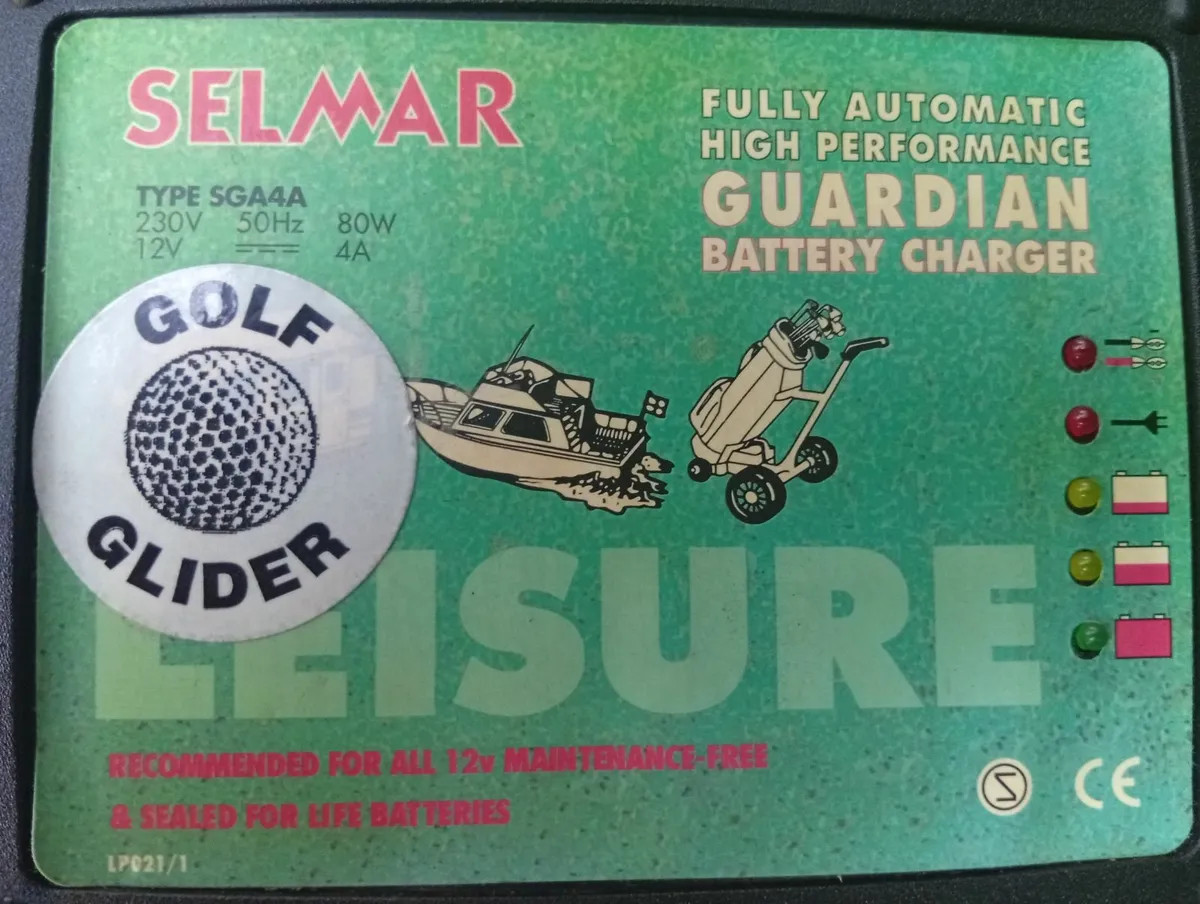 SELMAR
TYPE SGA4A
230V 50Hz 80W
12V 4A
FULLY AUTOMATIC
HIGH PERFORMANCE
GUARDIAN
BATTERY CHARGER
GOLF
GLIDER
LEISURE
RECOMMENDED FOR ALL 12v MAINTENANCE-FREE
& SEALED FOR LIFE BATTERIES
S CE
LP021/1